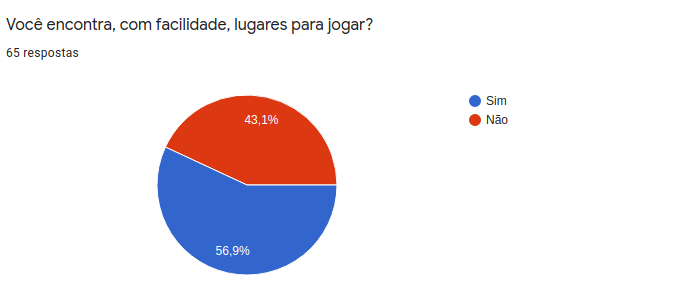 Você encontra, com facilidade, lugares para jogar?
65 respostas
Sim
Não
43,1%
56,9%